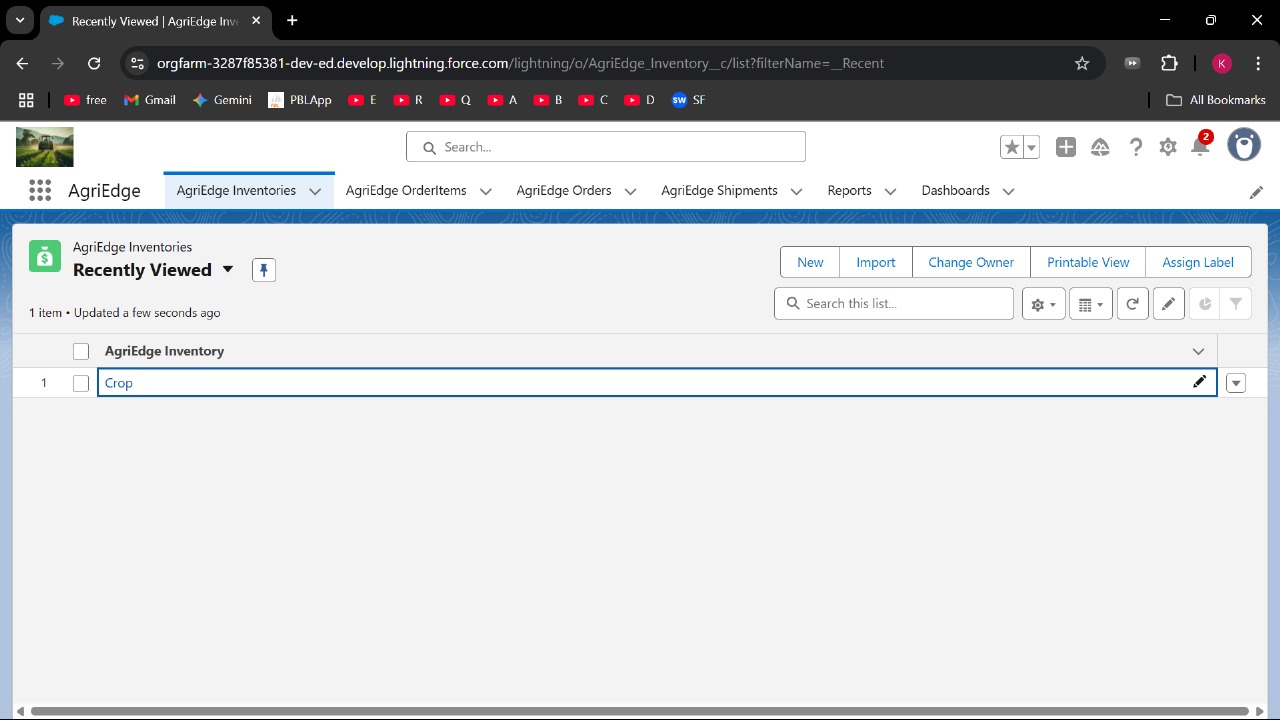 Recently Viewed | AgriEdge Inve
orgfarm-3287f85381-dev-ed.develop.lightning.force.com/lightning/o/AgriEdge_Inventory__c/list?filterName=__Recent
K
free
Gmail
Gemini
PBLApp
E
R
Q
A
B
C
D
SW SF
All Bookmarks
Search...
2
AgriEdge
AgriEdge Inventories
AgriEdge OrderItems
AgriEdge Orders
AgriEdge Shipments
Reports
Dashboards
AgriEdge Inventories
Recently Viewed
New
Import
Change Owner
Printable View
Assign Label
1 item • Updated a few seconds ago
Search this list...
AgriEdge Inventory
1
Crop